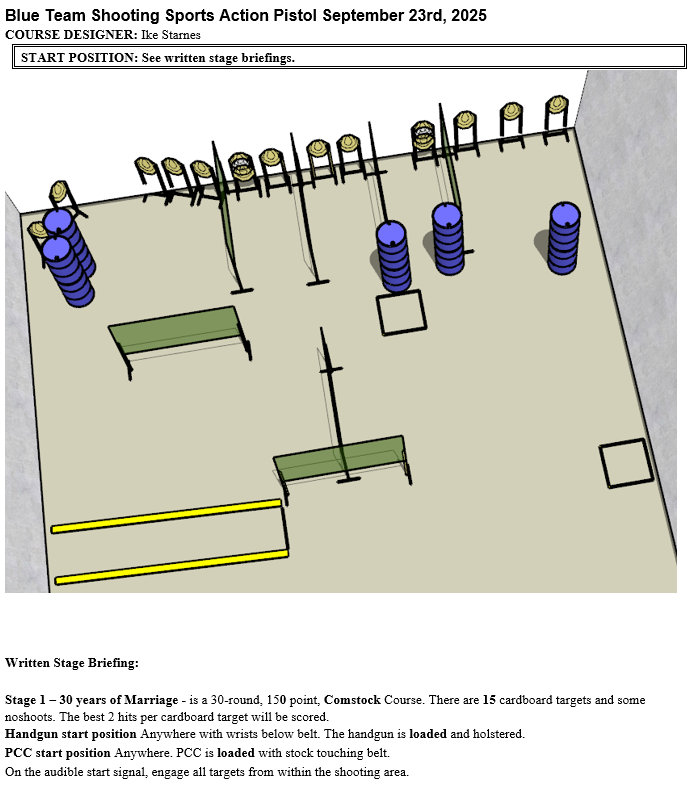 Blue Team Shooting Sports Action Pistol September 23rd, 2025
COURSE DESIGNER: Ike Starnes
START POSITION: See written stage briefings.
Written Stage Briefing:
Stage 1 – 30 years of Marriage - is a 30-round, 150 point, Comstock Course. There are 15 cardboard targets and some
noshoots. The best 2 hits per cardboard target will be scored.
Handgun start position Anywhere with wrists below belt. The handgun is loaded and holstered.
PCC start position Anywhere. PCC is loaded with stock touching belt.
On the audible start signal, engage all targets from within the shooting area.